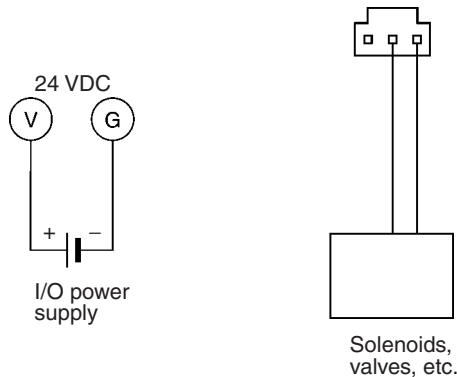 24 VDC
V
G
+
–
I/O power
supply
Solenoids,
valves, etc.